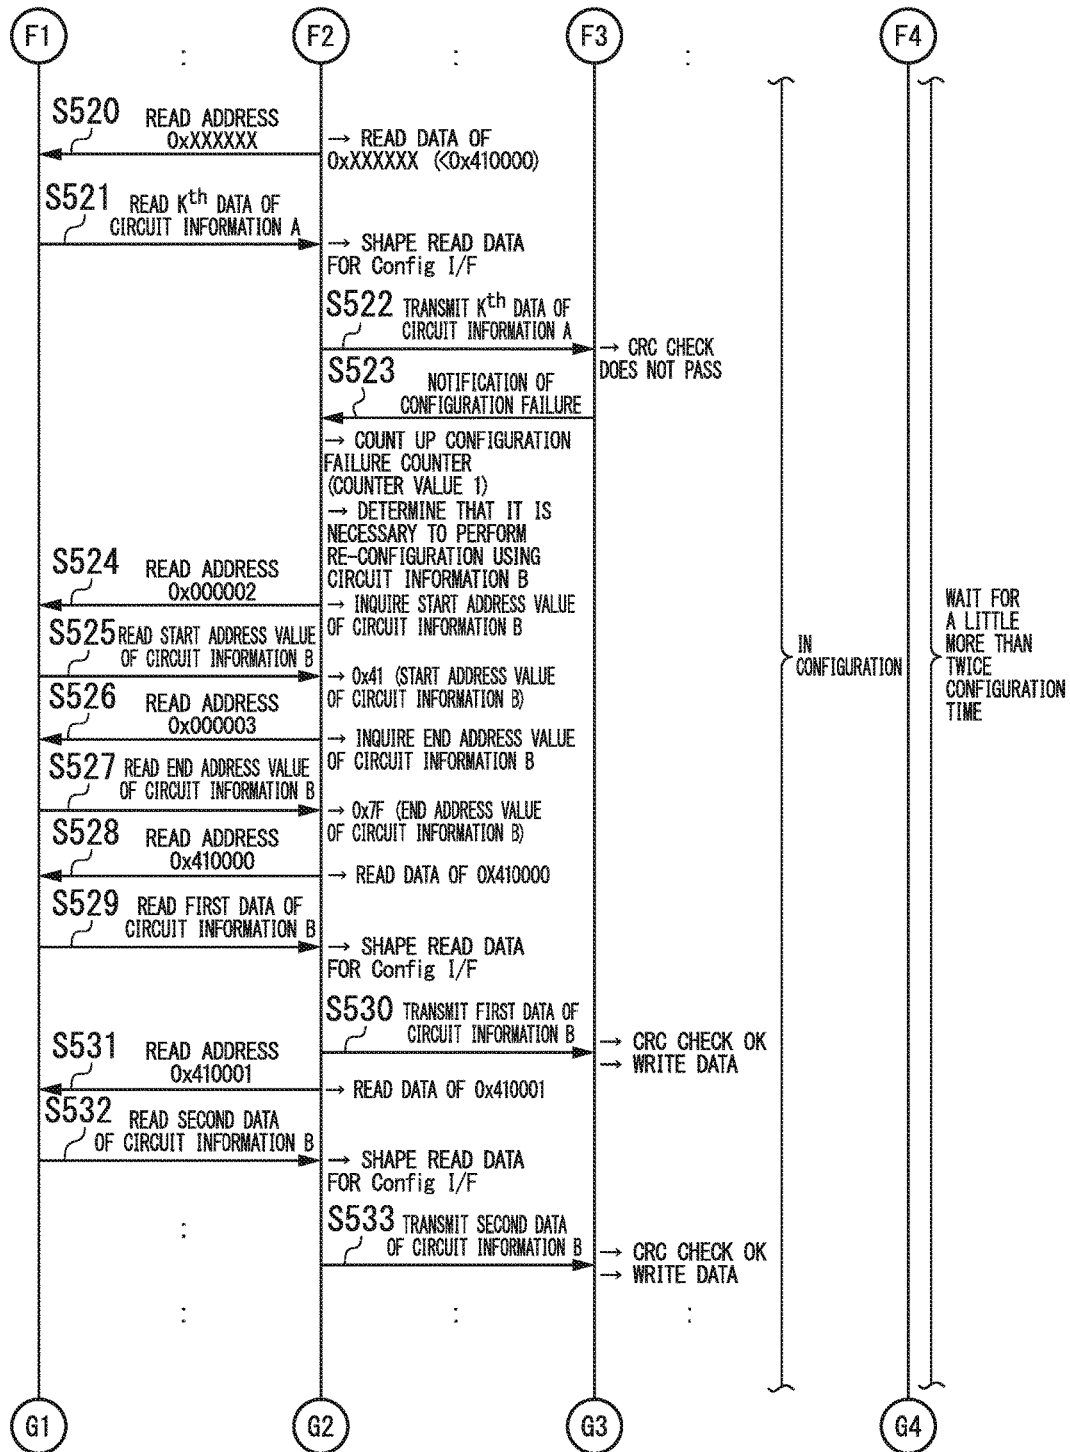 F1
F2
F3
F4
S520
READ ADDRESS
0xXXXXXX
→ READ DATA OF
0xXXXXXX (<0x410000)
S521
READ Kth DATA OF
CIRCUIT INFORMATION A
→ SHAPE READ DATA
FOR Config I/F
S522
TRANSMIT Kth DATA OF
CIRCUIT INFORMATION A
→ CRC CHECK
DOES NOT PASS
S523
NOTIFICATION OF
CONFIGURATION FAILURE
→ COUNT UP CONFIGURATION
FAILURE COUNTER
(COUNTER VALUE 1)
→ DETERMINE THAT IT IS
NECESSARY TO PERFORM
RE-CONFIGURATION USING
CIRCUIT INFORMATION B
S524
READ ADDRESS
0x000002
→ INQUIRE START ADDRESS VALUE
OF CIRCUIT INFORMATION B
S525
READ START ADDRESS VALUE
OF CIRCUIT INFORMATION B
→ 0x41 (START ADDRESS VALUE
OF CIRCUIT INFORMATION B)
S526
READ ADDRESS
0x000003
→ INQUIRE END ADDRESS VALUE
OF CIRCUIT INFORMATION B
S527
READ END ADDRESS VALUE
OF CIRCUIT INFORMATION B
→ 0x7F (END ADDRESS VALUE
OF CIRCUIT INFORMATION B)
S528
READ ADDRESS
0x410000
→ READ DATA OF 0X410000
S529
READ FIRST DATA OF
CIRCUIT INFORMATION B
→ SHAPE READ DATA
FOR Config I/F
S530
TRANSMIT FIRST DATA OF
CIRCUIT INFORMATION B
→ CRC CHECK OK
→ WRITE DATA
S531
READ ADDRESS
0x410001
→ READ DATA OF 0x410001
S532
READ SECOND DATA
OF CIRCUIT INFORMATION B
→ SHAPE READ DATA
FOR Config I/F
S533
TRANSMIT SECOND DATA
OF CIRCUIT INFORMATION B
→ CRC CHECK OK
→ WRITE DATA
IN
CONFIGURATION
WAIT FOR
A LITTLE
MORE THAN
TWICE
CONFIGURATION
TIME
G1
G2
G3
G4